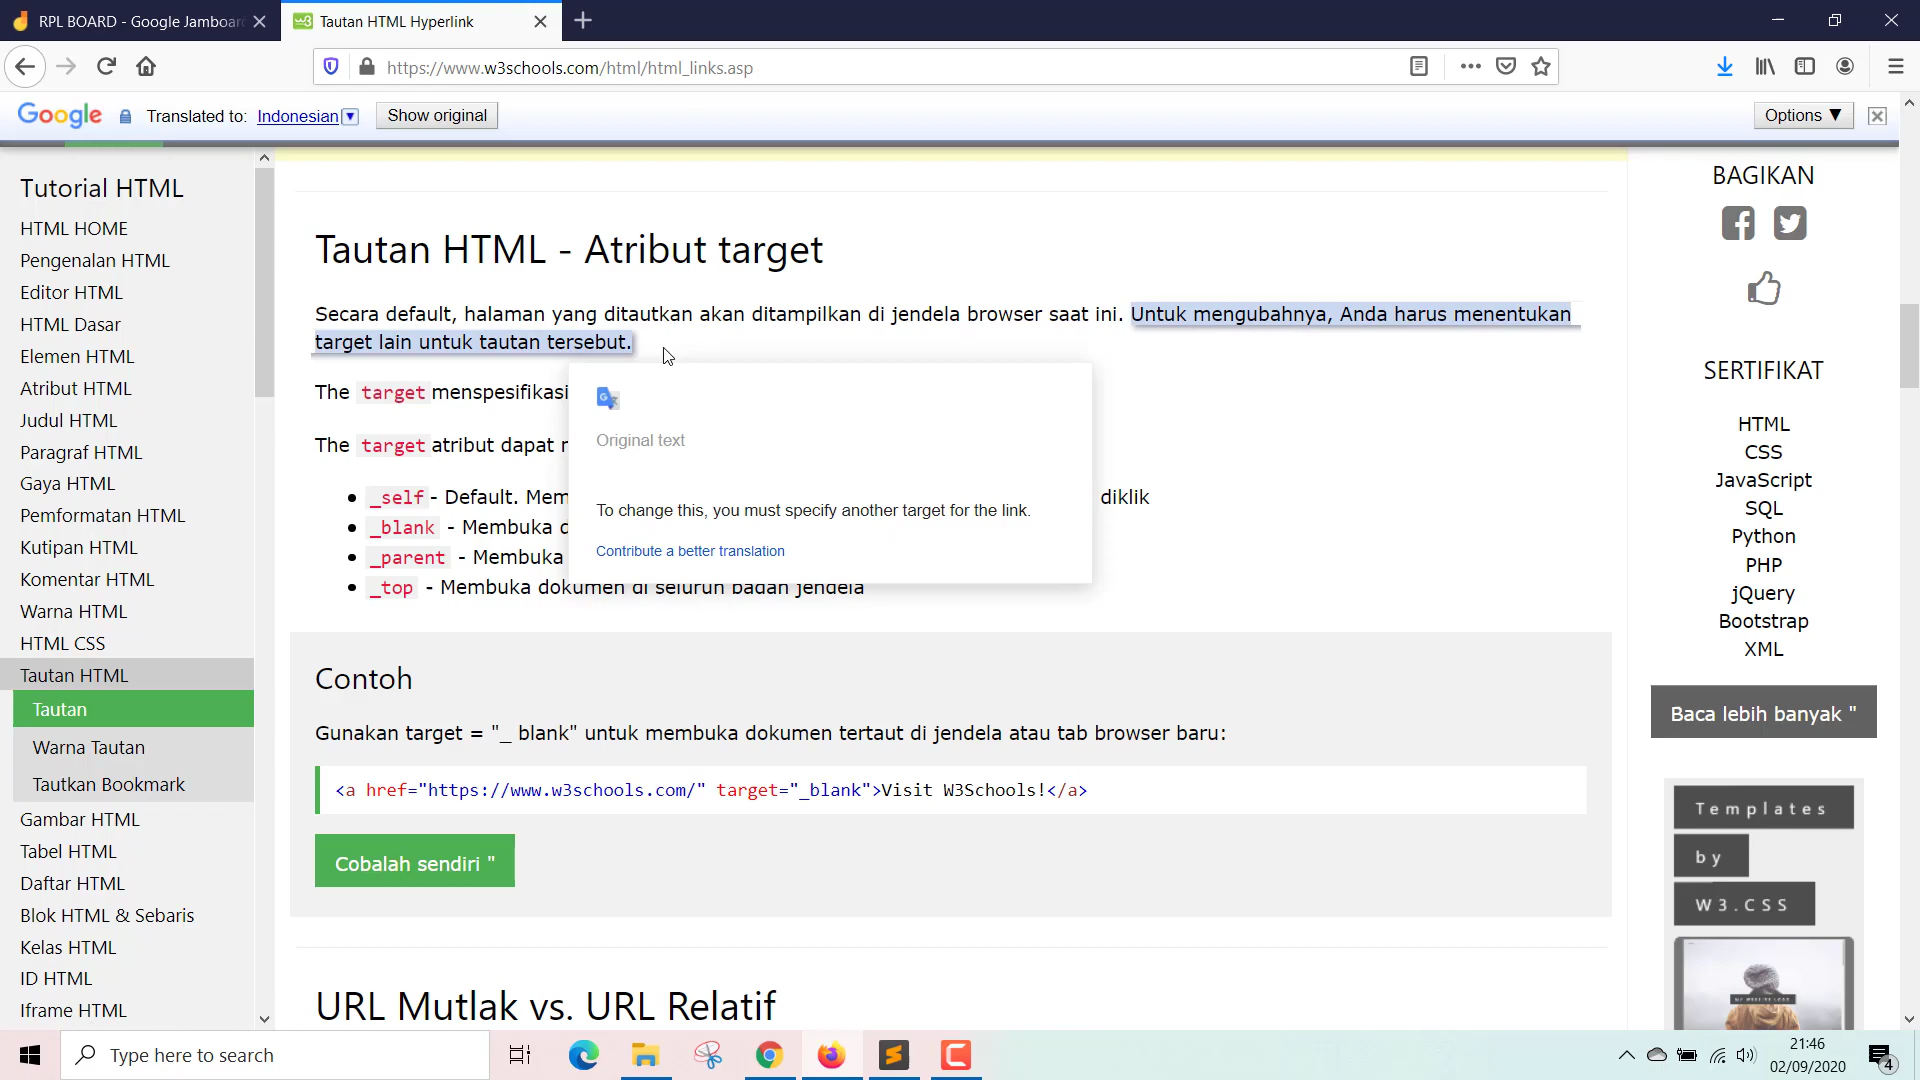 RPL BOARD - Google Jamboar
Tautan HTML Hyperlink
https://www.w3schools.com/html/html_links.asp
Google
Translated to: Indonesian
Show original
Options ▼
Tutorial HTML
HTML HOME
Pengenalan HTML
Editor HTML
HTML Dasar
Elemen HTML
Atribut HTML
Judul HTML
Paragraf HTML
Gaya HTML
Pemformatan HTML
Kutipan HTML
Komentar HTML
Warna HTML
HTML CSS
Tautan HTML
Tautan
Warna Tautan
Tautkan Bookmark
Gambar HTML
Tabel HTML
Daftar HTML
Blok HTML & Sebaris
Kelas HTML
ID HTML
Iframe HTML
Tautan HTML - Atribut target
Secara default, halaman yang ditautkan akan ditampilkan di jendela browser saat ini. Untuk mengubahnya, Anda harus menentukan
target lain untuk tautan tersebut.
The target menspesifikasi
The target atribut dapat
_self - Default. Mem diklik
_blank - Membuka d
_parent - Membuka
_top - Membuka dokumen di seluruh badan jendela
Original text
To change this, you must specify another target for the link.
Contribute a better translation
Contoh
Gunakan target = "_ blank" untuk membuka dokumen tertaut di jendela atau tab browser baru:
<a href="https://www.w3schools.com/" target="_blank">Visit W3Schools!</a>
Cobalah sendiri "
URL Mutlak vs. URL Relatif
BAGIKAN
SERTIFIKAT
HTML
CSS
JavaScript
SQL
Python
PHP
jQuery
Bootstrap
XML
Baca lebih banyak "
Templates
by
W3.CSS
Type here to search
21:46
02/09/2020
4